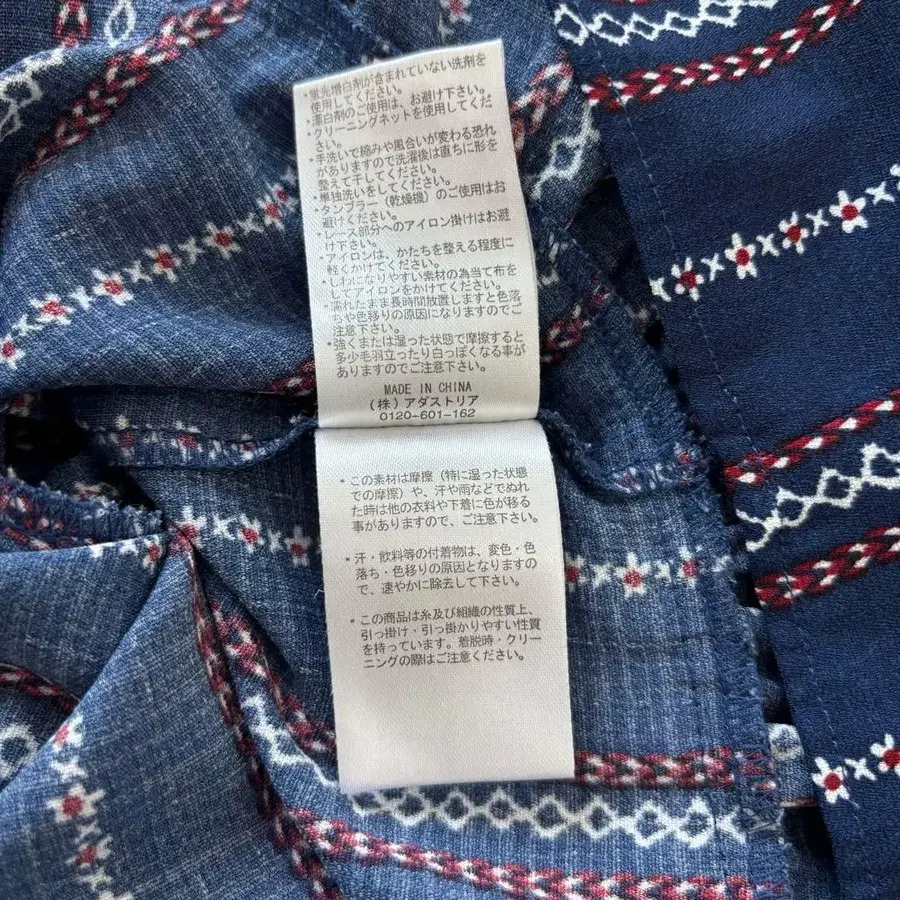 ・蛍光増白剤が含まれていない洗剤を
使用してください。
・漂白剤のご使用は、お避け下さい。
・クリーニングネットを使用してくだ
さい。
・手洗いで縮みや風合いが変わる恐れ
がありますので洗濯後は直ちに形を
整えて干してください。
・単独洗いをしてください。
・タンブラー（乾燥機）のご使用はお
避けください。
・レース部分へのアイロン掛けはお避
け下さい。
・アイロンは、かたちを整える程度に
軽くかけてください。
・しわになりやすい素材の為当て布を
してアイロンをかけてください。
・濡れたまま長時間放置しますと色落
ちや色移りの原因になりますのでご
注意下さい。
・強くまたは湿った状態で摩擦すると
多少毛羽立ったり白っぽくなる事が
ありますのでご注意下さい。
MADE IN CHINA
（株）アダストリア
0120-601-162
・この素材は摩擦（特に湿った状態
での摩擦）や、汗や雨などでぬれ
た時は他の衣料や下着に色が移る
事がありますので、ご注意下さい。
・汗・飲料等の付着物は、変色・色
落ち・色移りの原因となりますの
で、速やかに除去して下さい。
・この商品は糸及び組織の性質上、
引っ掛け・引っ掛かりやすい性質
を持っています。着脱時・クリー
ニングの際はご注意ください。